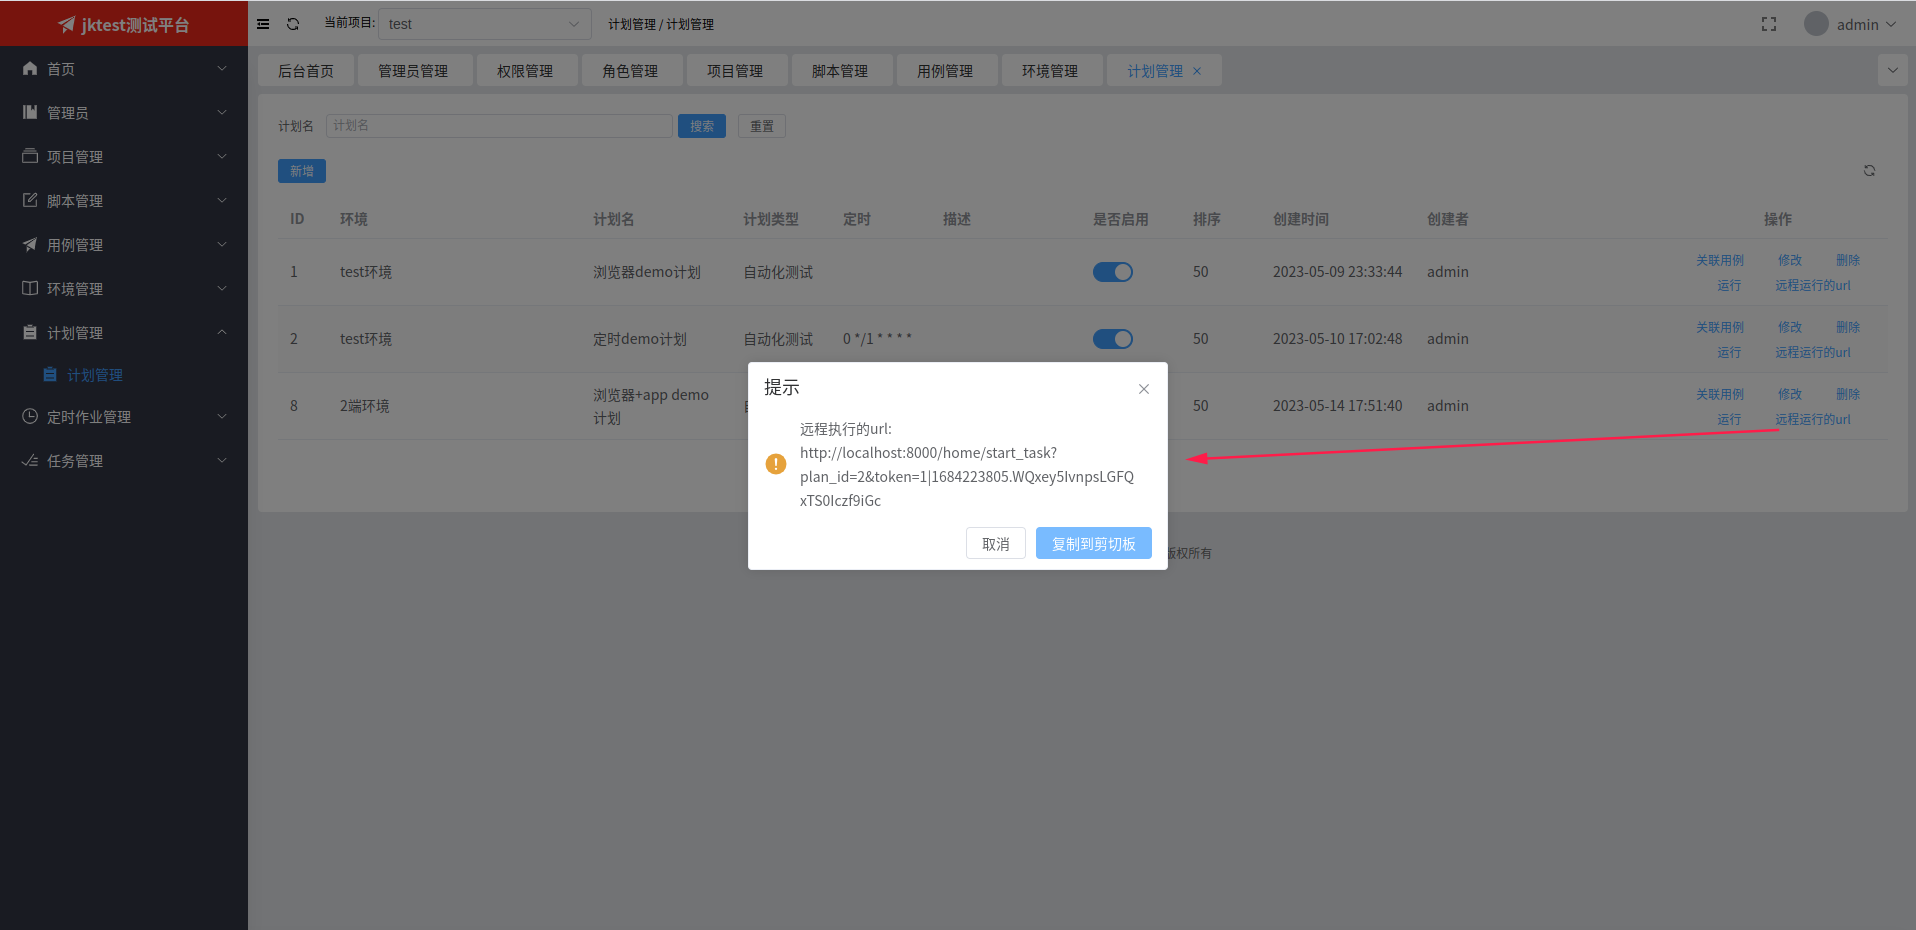 jktest测试平台
当前项目: test
计划管理 / 计划管理
admin
首页
管理员
项目管理
脚本管理
用例管理
环境管理
计划管理
计划管理
定时作业管理
任务管理
后台首页 管理员管理 权限管理 角色管理 项目管理 脚本管理 用例管理 环境管理 计划管理
计划名 计划名 搜索 重置
新增
ID 环境 计划名 计划类型 定时 描述 是否启用 排序 创建时间 创建者 操作
1 test环境 浏览器demo计划 自动化测试 50 2023-05-09 23:33:44 admin 关联用例 修改 删除
运行 远程运行的url
2 test环境 定时demo计划 自动化测试 0 */1 * * * * 50 2023-05-10 17:02:48 admin 关联用例 修改 删除
运行 远程运行的url
8 2端环境 浏览器+app demo
计划
50 2023-05-14 17:51:40 admin 关联用例 修改 删除
运行 远程运行的url
提示
远程执行的url:
http://localhost:8000/home/start_task?
plan_id=2&token=1|1684223805.WQxey5IvnpsLGFQ
xTS0Iczf9iGc
取消 复制到剪切板
版权所有